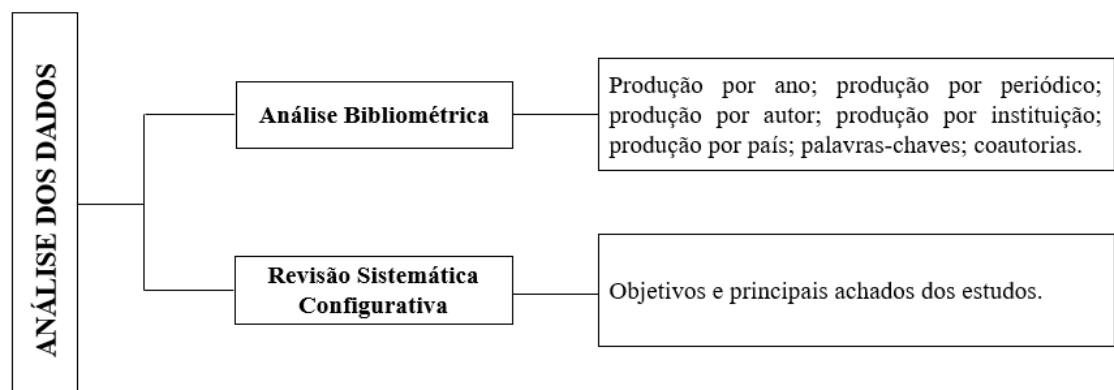 ANÁLISE DOS DADOS
Análise Bibliométrica
Produção por ano; produção por periódico;
produção por autor; produção por instituição;
produção por país; palavras-chaves; coautorias.
Revisão Sistemática
Configurativa
Objetivos e principais achados dos estudos.